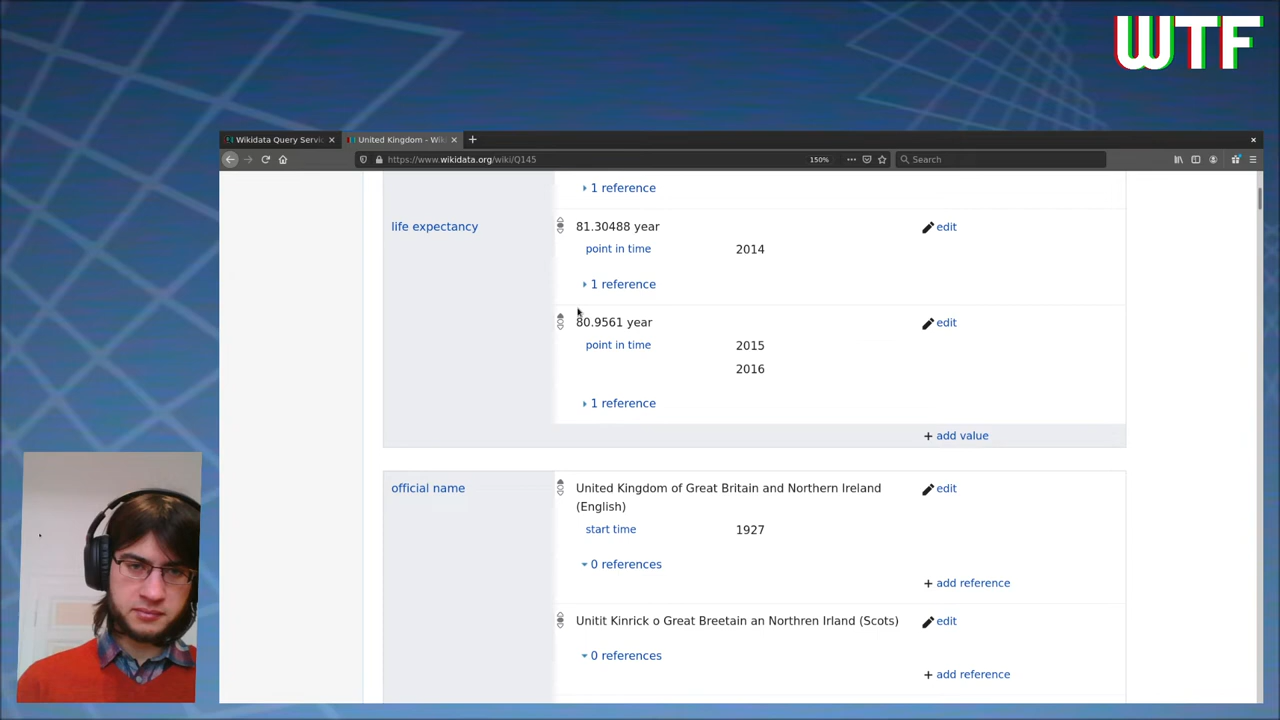 WTF
Wikidata Query Servic
United Kingdom - Wiki
https://www.wikidata.org/wiki/Q145
150%
Search
1 reference
life expectancy
81.30488 year
edit
point in time
2014
1 reference
80.9561 year
edit
point in time
2015
2016
1 reference
+ add value
official name
United Kingdom of Great Britain and Northern Ireland
(English)
edit
start time
1927
0 references
+ add reference
Unitit Kinrick o Great Breetain an Northren Irland (Scots)
edit
0 references
+ add reference